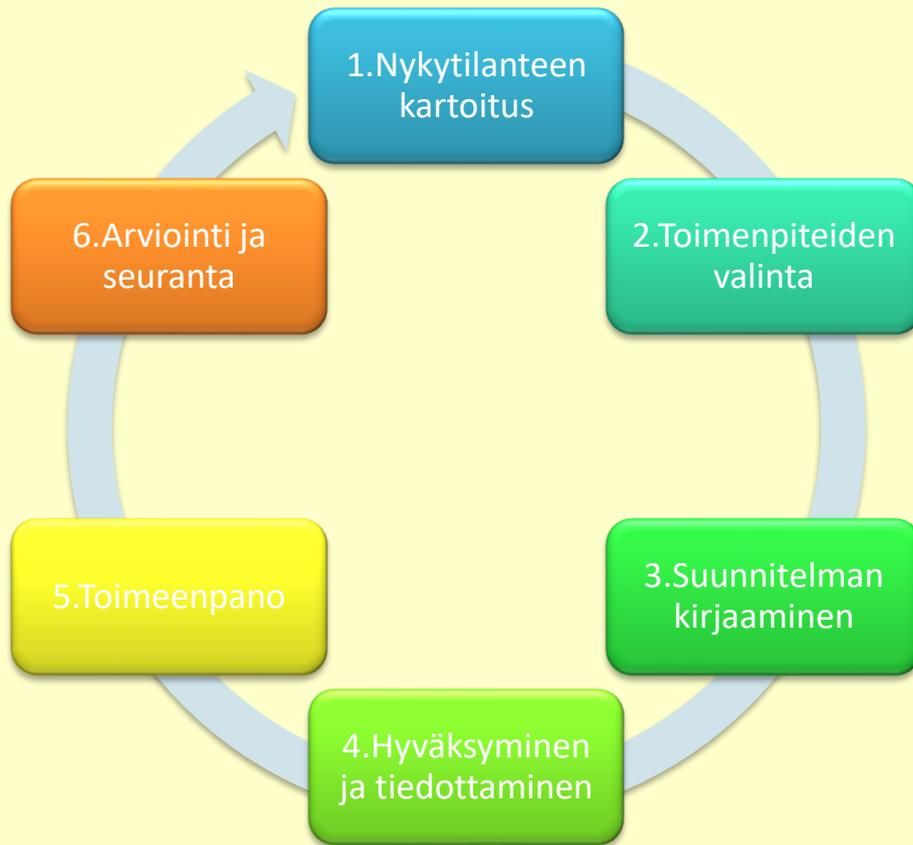 1.Nykytilanteen
kartoitus
2.Toimenpiteiden
valinta
3.Suunnitelman
kirjaaminen
4.Hyväksyminen
ja tiedottaminen
5.Toimeenpano
6.Arviointi ja
seuranta